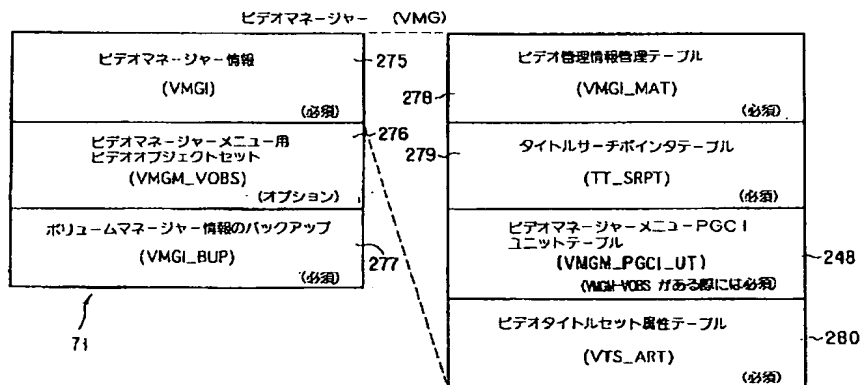 ビデオマネージャー (VMG)
ビデオマネージャー情報
(VMGI)
(必須)
275
ビデオマネージャーメニュー用
ビデオオブジェクトセット
(VMGM_VOBS)
(オプション)
276
ボリュームマネージャー情報のバックアップ
(VMGI_BUP)
(必須)
277
71
ビデオ管理情報管理テーブル
(VMGI_MAT)
(必須)
278
タイトルサーチポインタテーブル
(TT_SRPT)
(必須)
279
ビデオマネージャーメニューPGCI
ユニットテーブル
(VMGM_PGCI_UT)
(VMGM-VOBS がある際には必須)
248
ビデオタイトルセット属性テーブル
(VTS_ART)
(必須)
280